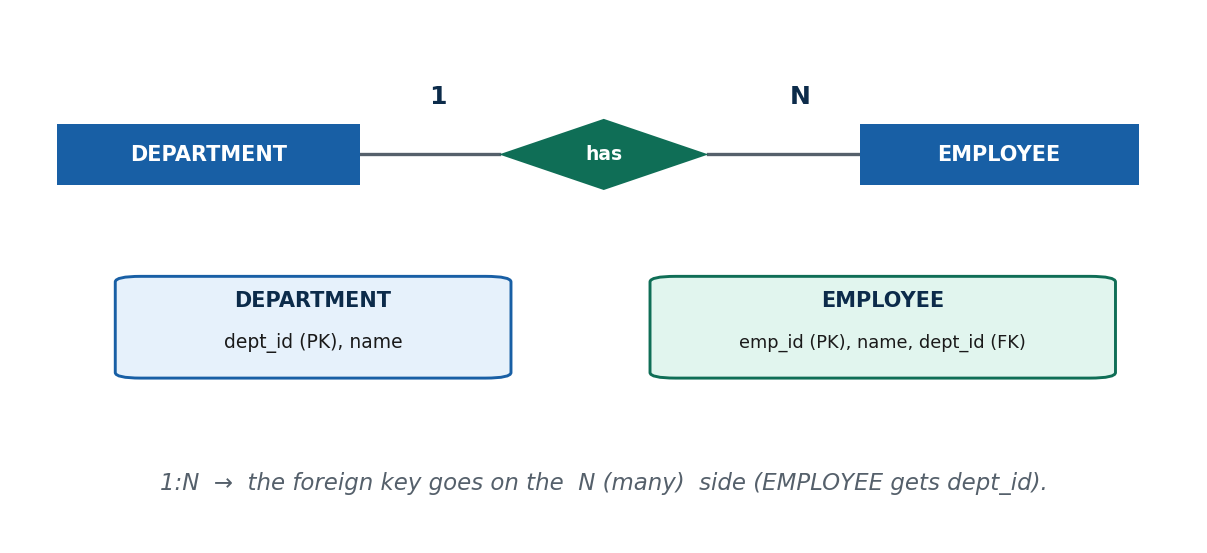 1 N
DEPARTMENT has EMPLOYEE
DEPARTMENT EMPLOYEE
dept_id (PK), name emp_id (PK), name, dept_id (FK)
1:N → the foreign key goes on the N (many) side (EMPLOYEE gets dept_id).